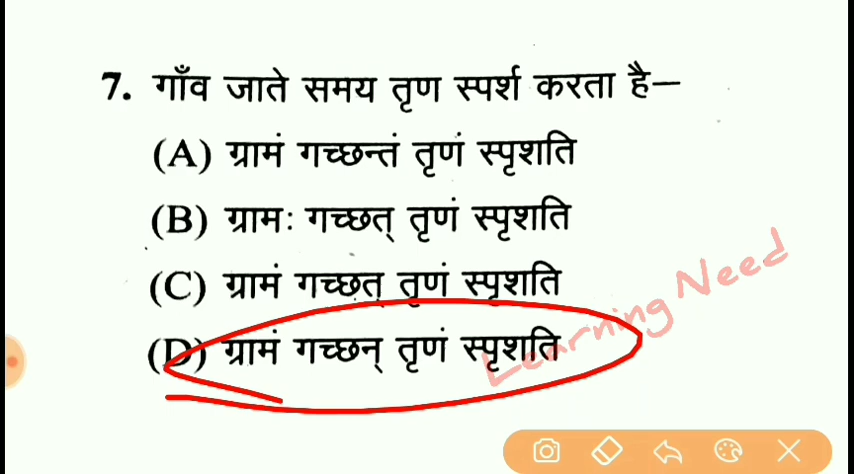 7. गाँव जाते समय तृण स्पर्श करता है–
(A) ग्रामं गच्छन्तं तृणं स्पृशति
(B) ग्रामः गच्छत् तृणं स्पृशति
(C) ग्रामं गच्छत् तृणं स्पृशति
(D) ग्रामं गच्छन् तृणं स्पृशति
Learning Need